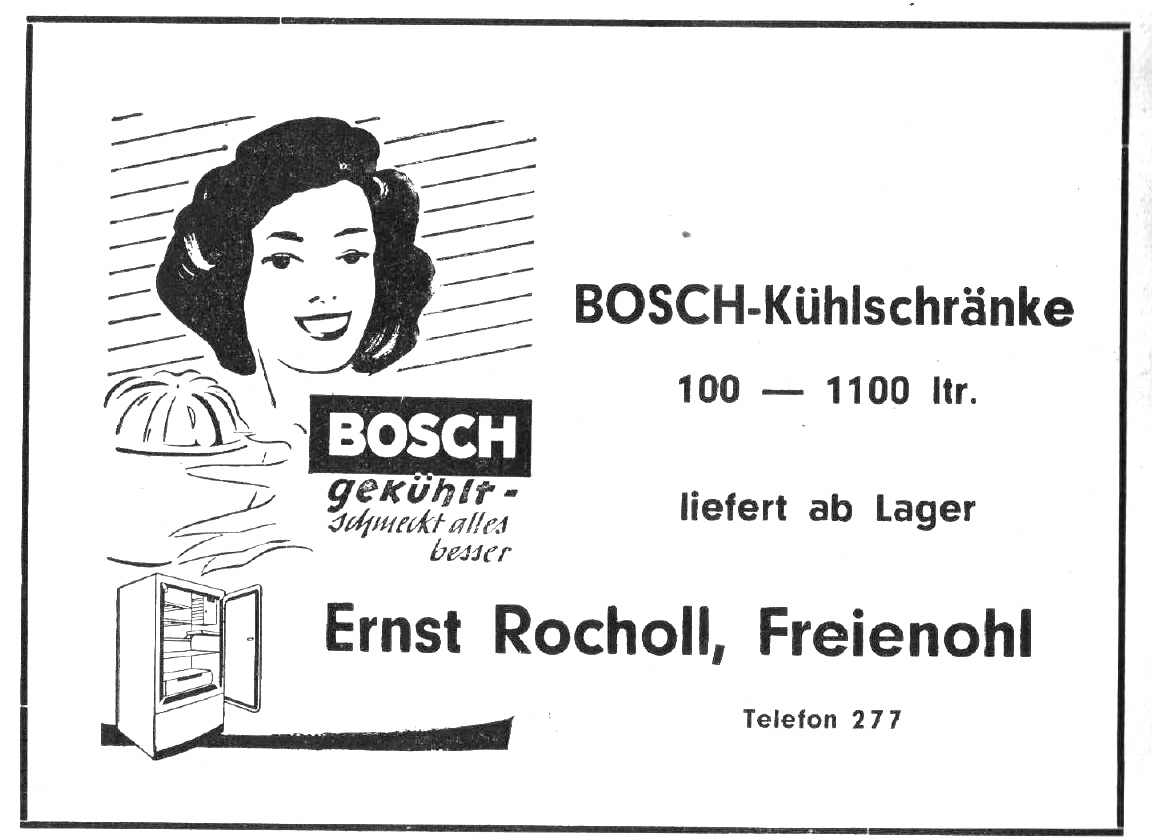 BOSCH-Kühlschränke
100 — 1100 ltr.
BOSCH
gekühlt -
schmeckt alles
besser
liefert ab Lager
Ernst Rocholl, Freienohl
Telefon 277